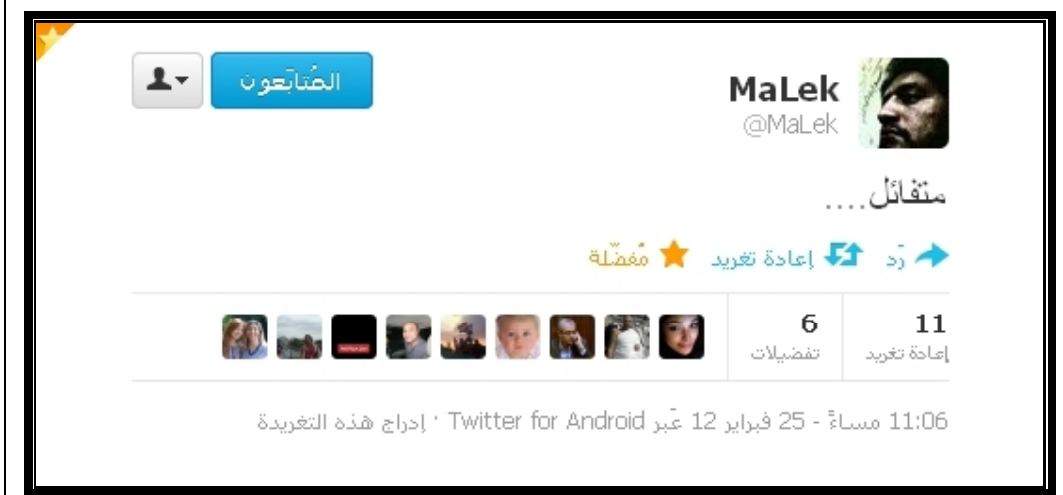 MaLek
@MaLek
المُتابَعون
متفائل....
رَد
إعادة تغريد
مُفضّلة
11
إعادة تغريد
6
تفضيلات
11:06 مساءً - 25 فبراير 12 عَبر Twitter for Android · إدراج هذه التغريدة